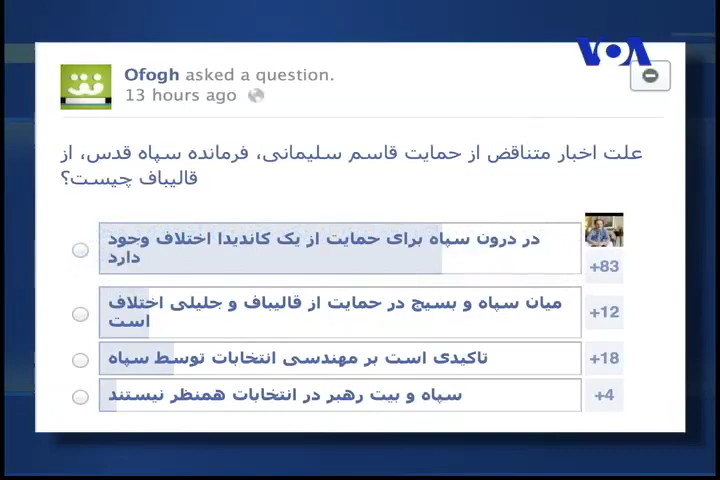 VOA
Ofogh asked a question.
13 hours ago
علت اخبار متناقض از حمایت قاسم سلیمانی، فرمانده سپاه قدس، از
قالیباف چیست؟
در درون سپاه برای حمایت از یک کاندیدا اختلاف وجود
دارد
+83
میان سپاه و بسیج در حمایت از قالیباف و جلیلی اختلاف
است
+12
تاکیدی است بر مهندسی انتخابات توسط سپاه
+18
سپاه و بیت رهبر در انتخابات همنظر نیستند
+4